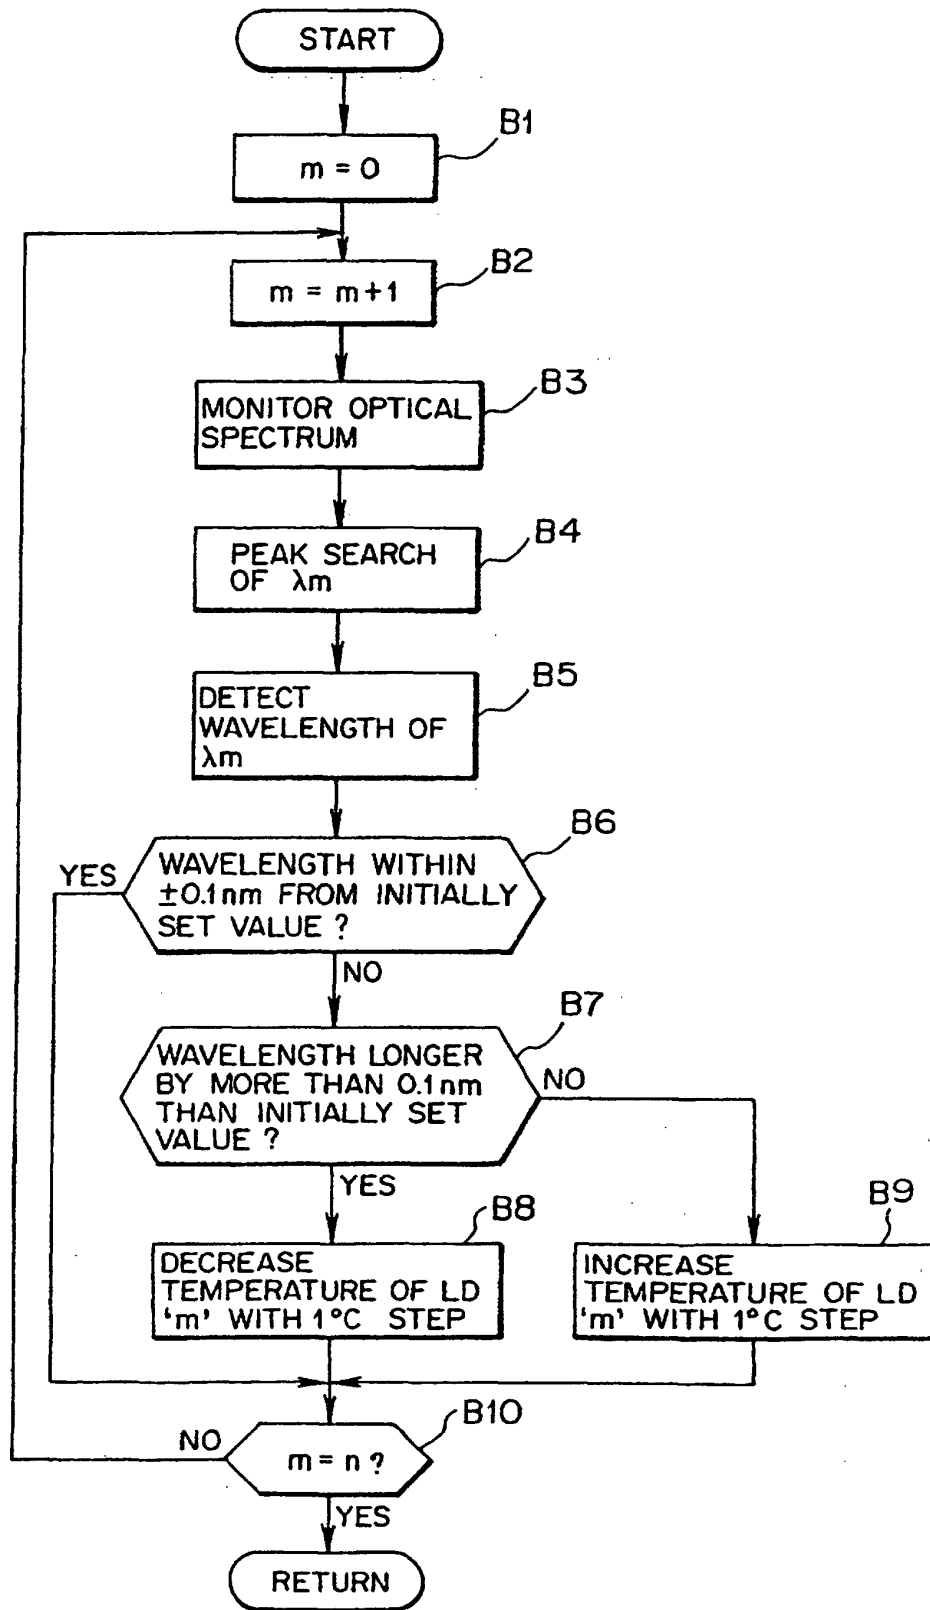 START
B1
m = 0
B2
m = m+1
B3
MONITOR OPTICAL
SPECTRUM
B4
PEAK SEARCH
OF λm
B5
DETECT
WAVELENGTH OF
λm
B6
YES
WAVELENGTH WITHIN
±0.1nm FROM INITIALLY
SET VALUE ?
NO
B7
WAVELENGTH LONGER
BY MORE THAN 0.1nm
THAN INITIALLY SET
VALUE ?
NO
YES
B8
DECREASE
TEMPERATURE OF LD
‘m’ WITH 1°C STEP
B9
INCREASE
TEMPERATURE OF LD
‘m’ WITH 1°C STEP
B10
NO
m = n ?
YES
RETURN